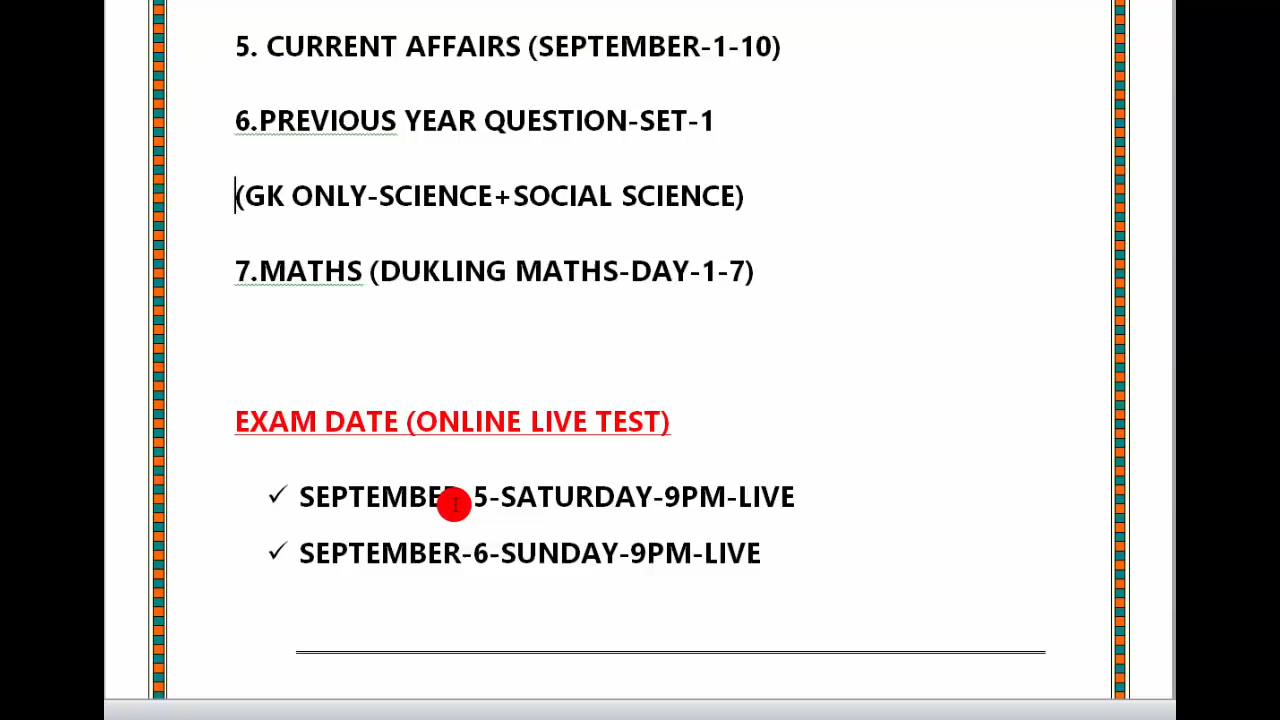 5. CURRENT AFFAIRS (SEPTEMBER-1-10)
6.PREVIOUS YEAR QUESTION-SET-1
(GK ONLY-SCIENCE+SOCIAL SCIENCE)
7.MATHS (DUKLING MATHS-DAY-1-7)
EXAM DATE (ONLINE LIVE TEST)
✓ SEPTEMBER-5-SATURDAY-9PM-LIVE
✓ SEPTEMBER-6-SUNDAY-9PM-LIVE